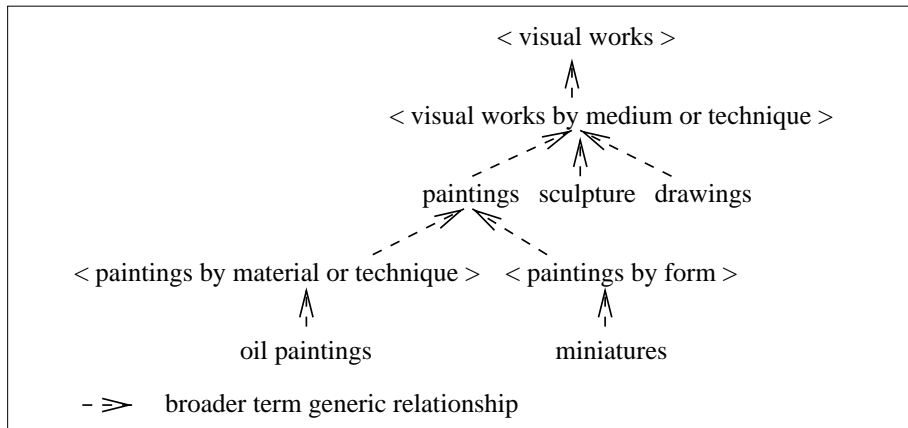 < visual works >
< visual works by medium or technique >
paintings sculpture drawings
< paintings by material or technique > < paintings by form >
oil paintings miniatures
broader term generic relationship